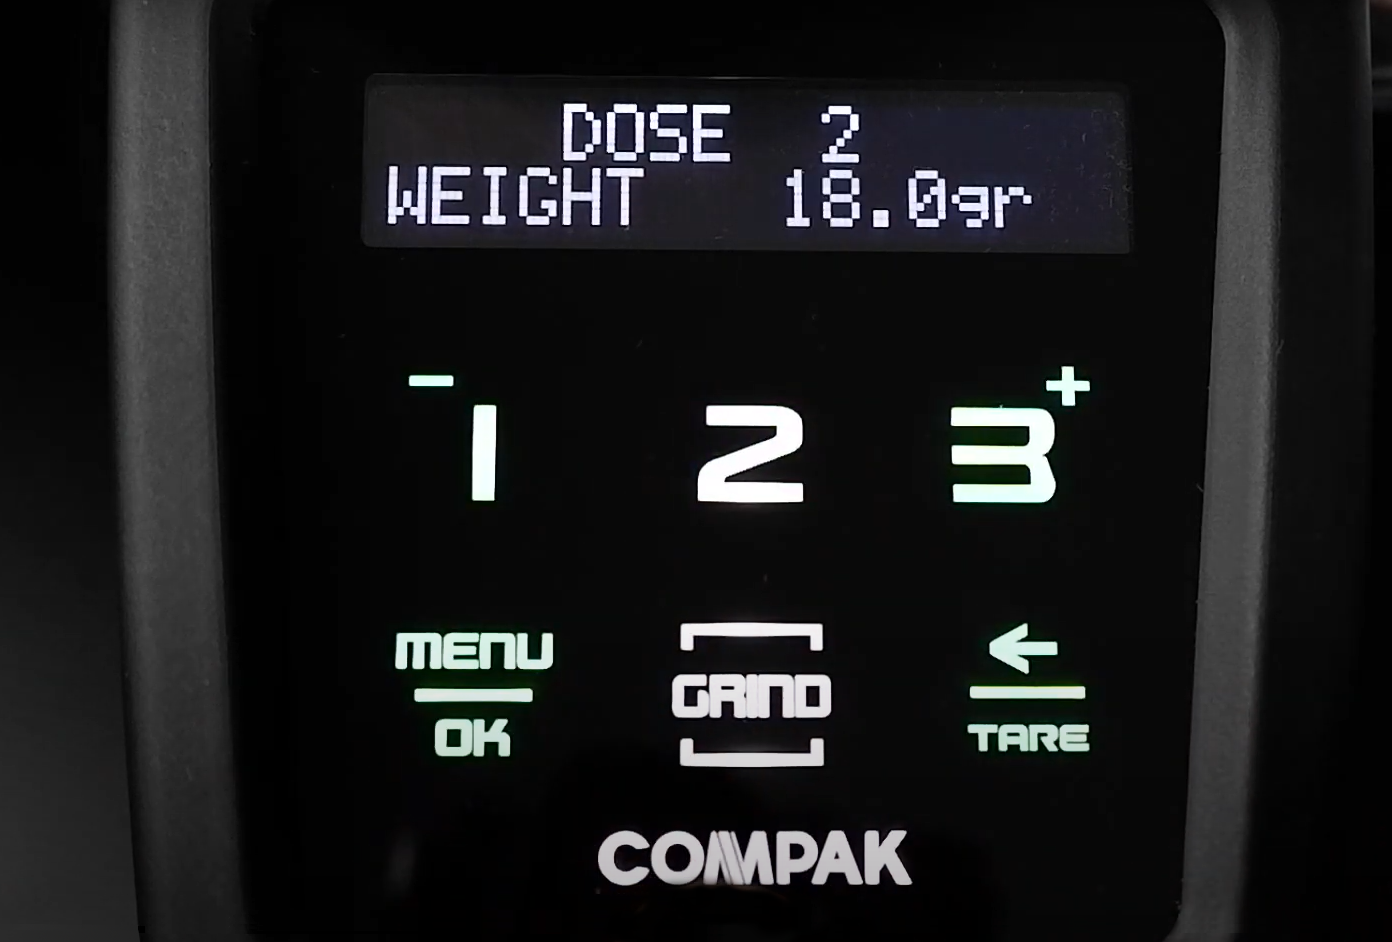 DOSE 2
WEIGHT 18.0gr
- 1 2 3 +
MENU GRIND ←
OK TARE
COMPAK